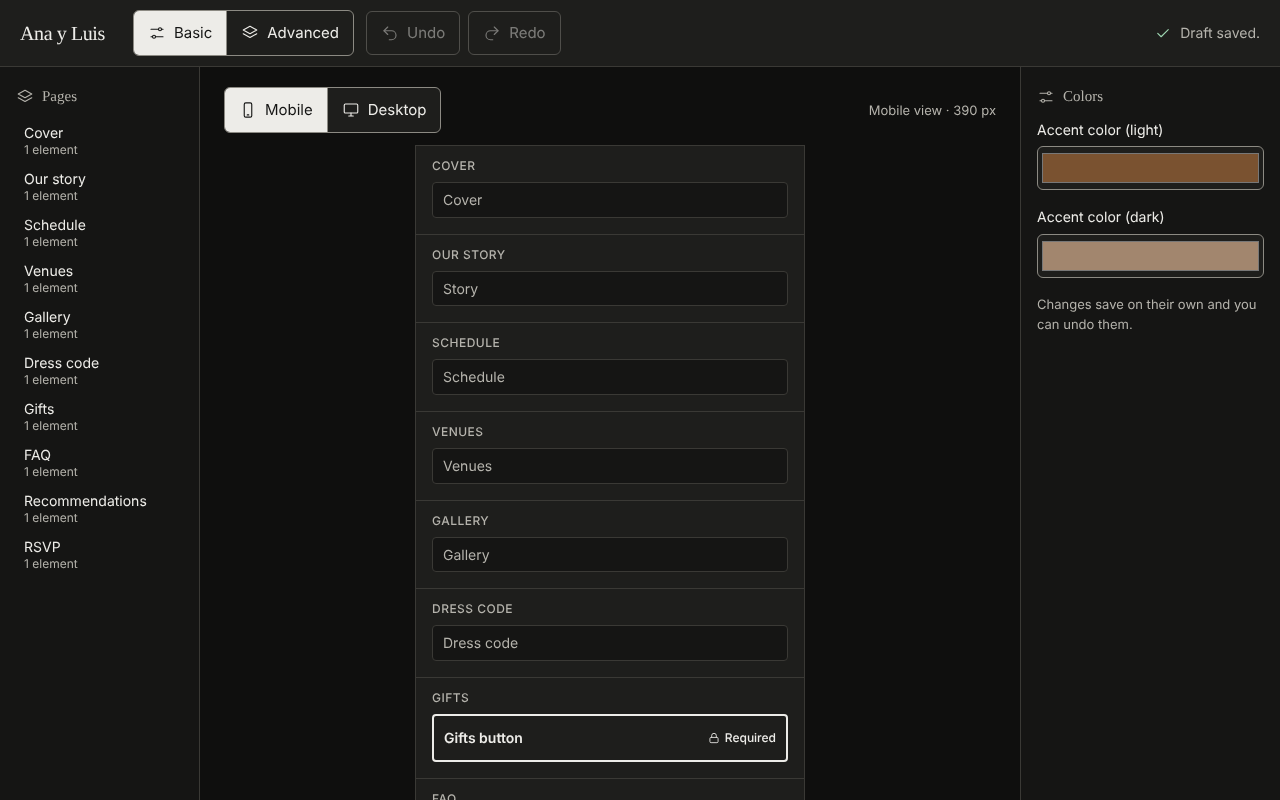 Ana y Luis
Basic
Advanced
Undo
Redo
Draft saved.
Pages
Cover
1 element
Our story
1 element
Schedule
1 element
Venues
1 element
Gallery
1 element
Dress code
1 element
Gifts
1 element
FAQ
1 element
Recommendations
1 element
RSVP
1 element
Mobile
Desktop
Mobile view · 390 px
COVER
Cover
OUR STORY
Story
SCHEDULE
Schedule
VENUES
Venues
GALLERY
Gallery
DRESS CODE
Dress code
GIFTS
Gifts button
Required
FAQ
Colors
Accent color (light)
Accent color (dark)
Changes save on their own and you
can undo them.